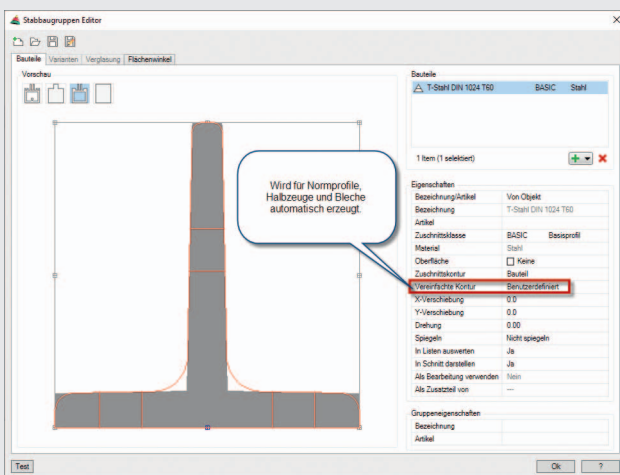 Stabbaugruppen Editor
Bauteile Varianten Verglasung Flächenwinkel
Vorschau
Wird für Normprofile,
Halbzeuge und Bleche
automatisch erzeugt.
Bauteile
T-Stahl DIN 1024 T60 BASIC Stahl
1 Item (1 selektiert)
Eigenschaften
Bezeichnung/Artikel Von Objekt
Bezeichnung T-Stahl DIN 1024 T60
Artikel
Zuschnittsklasse BASIC Basisprofil
Material Stahl
Oberfläche Keine
Zuschnittskontur Bauteil
Vereinfachte Kontur Benutzerdefiniert
X-Verschiebung 0.0
Y-Verschiebung 0.0
Drehung 0.00
Spiegeln Nicht spiegeln
In Listen auswerten Ja
In Schnitt darstellen Ja
Als Bearbeitung verwenden Nein
Als Zusatzteil von ---
Gruppeneigenschaften
Bezeichnung
Artikel
Test Ok ?